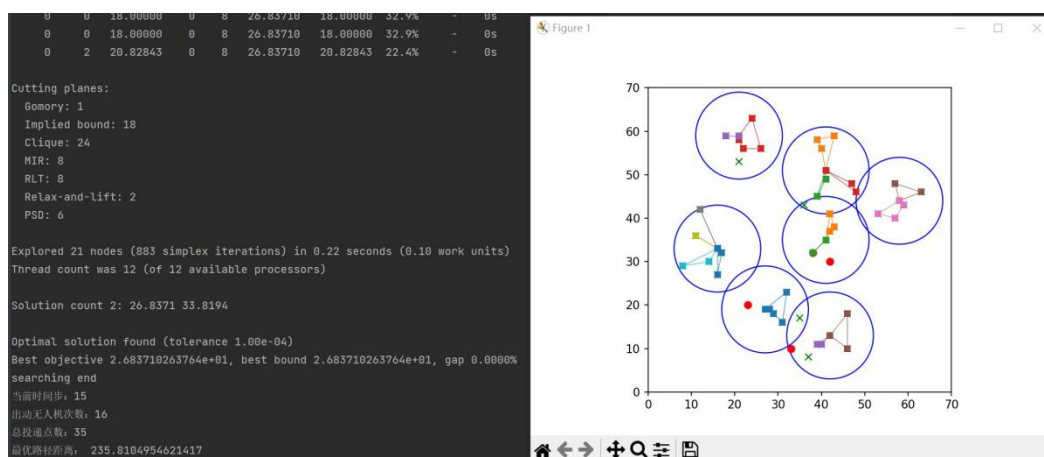 0 0 18.00000 0 8 26.83710 18.00000 32.9% - 0s
0 0 18.00000 0 8 26.83710 18.00000 32.9% - 0s
0 2 20.82843 0 8 26.83710 20.82843 22.4% - 0s
Cutting planes:
Gomory: 1
Implied bound: 18
Clique: 24
MIR: 8
RLT: 8
Relax-and-lift: 2
PSD: 6
Explored 21 nodes (883 simplex iterations) in 0.22 seconds (0.10 work units)
Thread count was 12 (of 12 available processors)
Solution count 2: 26.8371 33.8194
Optimal solution found (tolerance 1.00e-04)
Best objective 2.683710263764e+01, best bound 2.683710263764e+01, gap 0.0000%
searching end
当前时间步：15
出动无人机次数：16
总投递点数：35
最优路径距离： 235.8104954621417
Figure 1
70
60
50
40
30
20
10
0
0 10 20 30 40 50 60 70